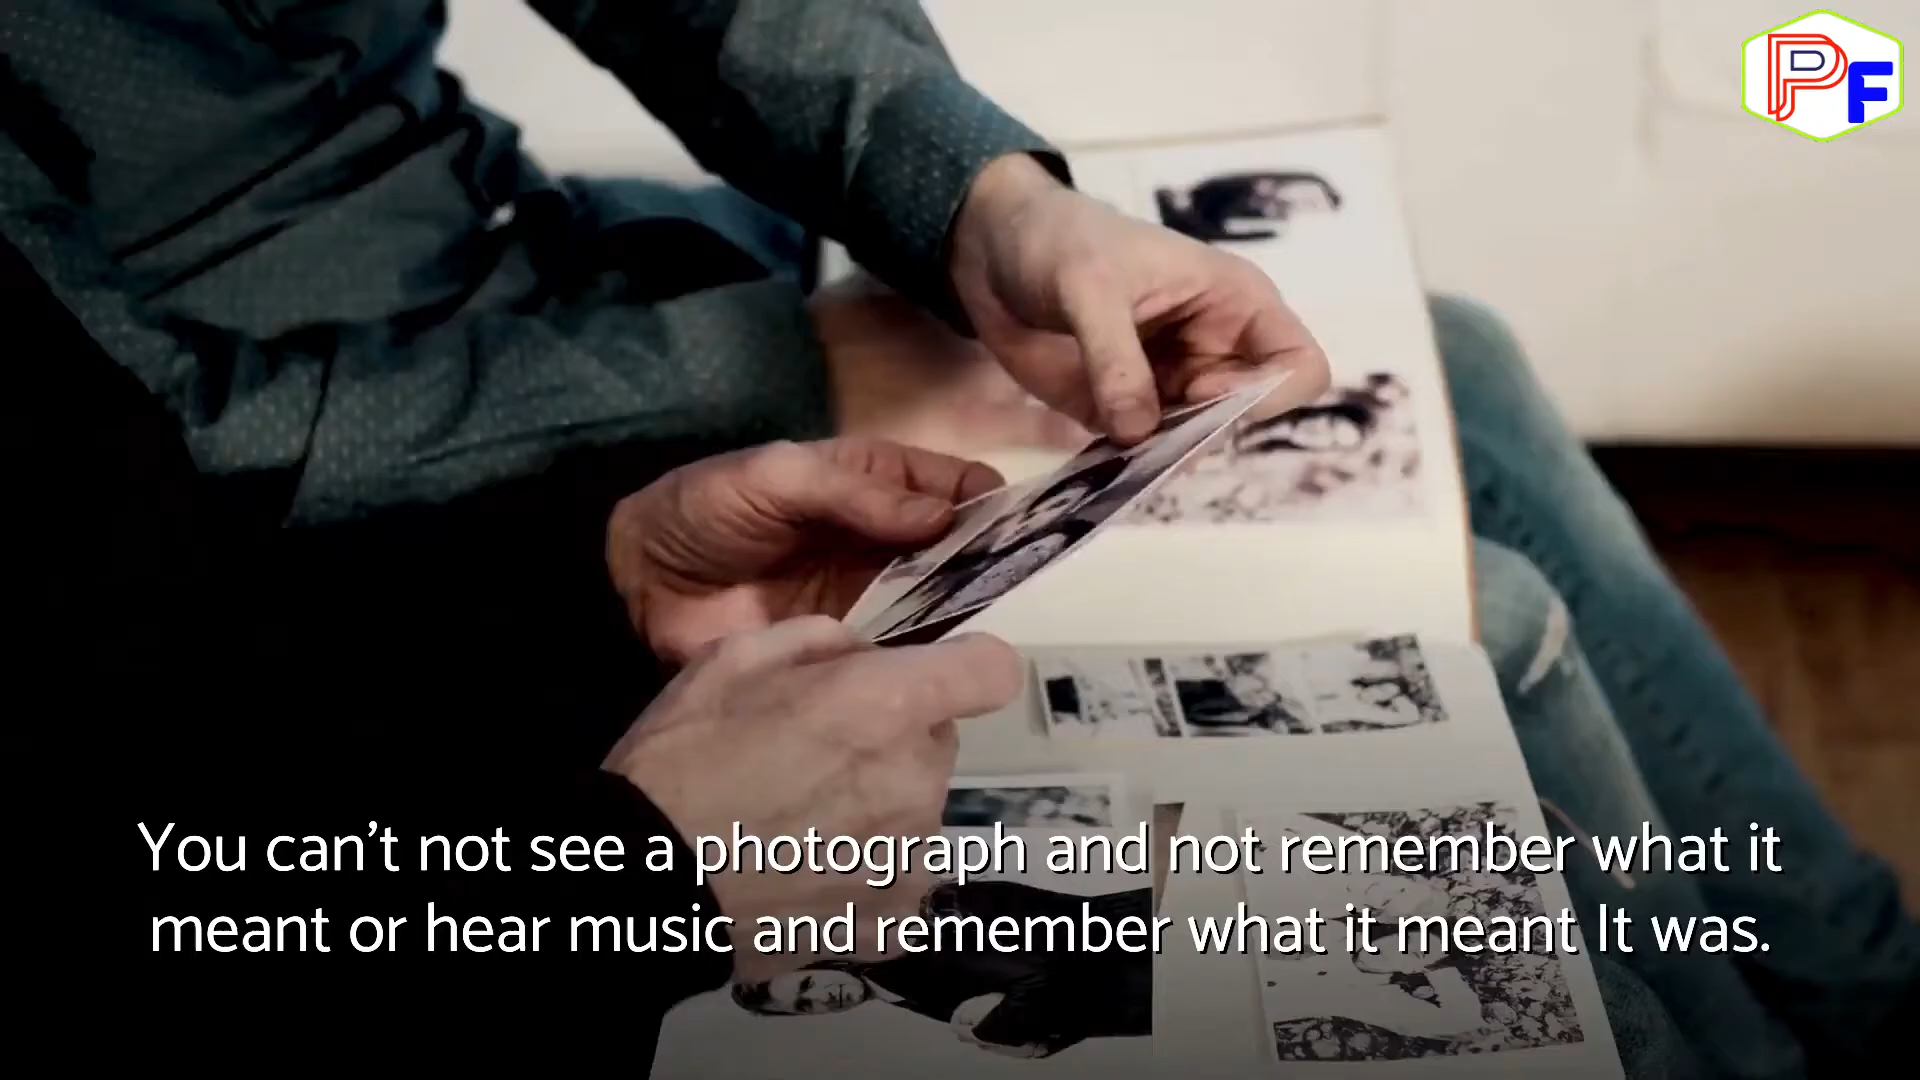 PF
You can’t not see a photograph and not remember what it
meant or hear music and remember what it meant It was.